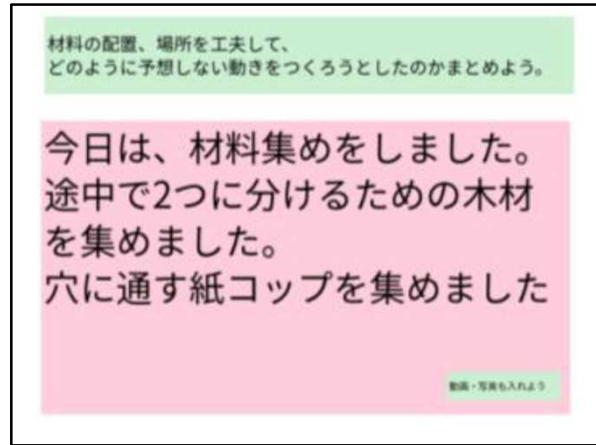 材料の配置、場所を工夫して、
どのように予想しない動きをつくろうとしたのかまとめよう。
今日は、材料集めをしました。
途中で2つに分けるための木材
を集めました。
穴に通す紙コップを集めました
動画・写真も入れよう